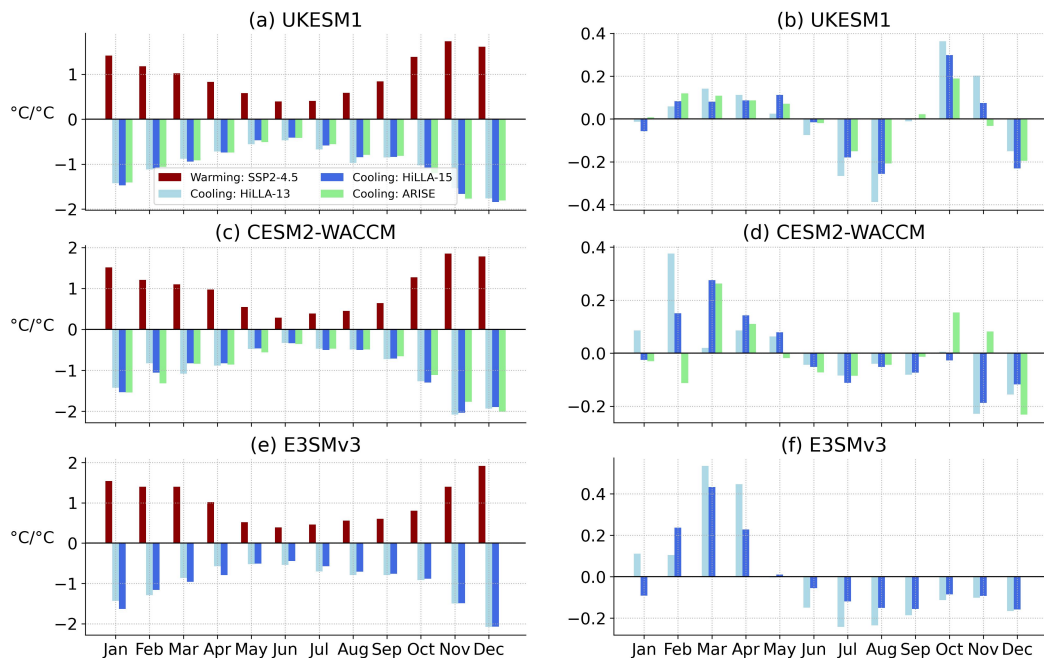 (a) UKESM1
(b) UKESM1
1
0
−1
−2
°C/°C
Warming: SSP2-4.5
Cooling: HiLLA-13
Cooling: HiLLA-15
Cooling: ARISE
0.4
0.2
0.0
−0.2
−0.4
(c) CESM2-WACCM
(d) CESM2-WACCM
2
1
0
−1
−2
°C/°C
0.4
0.2
0.0
−0.2
(e) E3SMv3
(f) E3SMv3
2
1
0
−1
−2
°C/°C
0.4
0.2
0.0
−0.2
Jan Feb Mar Apr May Jun Jul Aug Sep Oct Nov Dec
Jan Feb Mar Apr May Jun Jul Aug Sep Oct Nov Dec